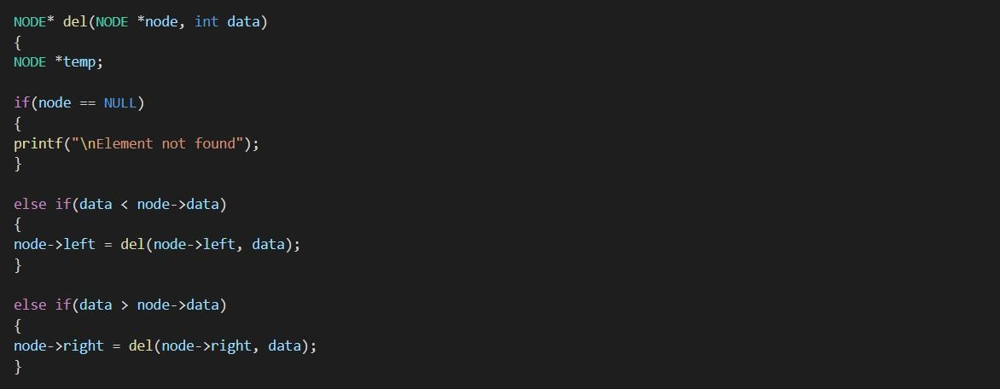 NODE* del(NODE *node, int data)
{
NODE *temp;
if(node == NULL)
{
printf("\nElement not found");
}
else if(data < node->data)
{
node->left = del(node->left, data);
}
else if(data > node->data)
{
node->right = del(node->right, data);
}